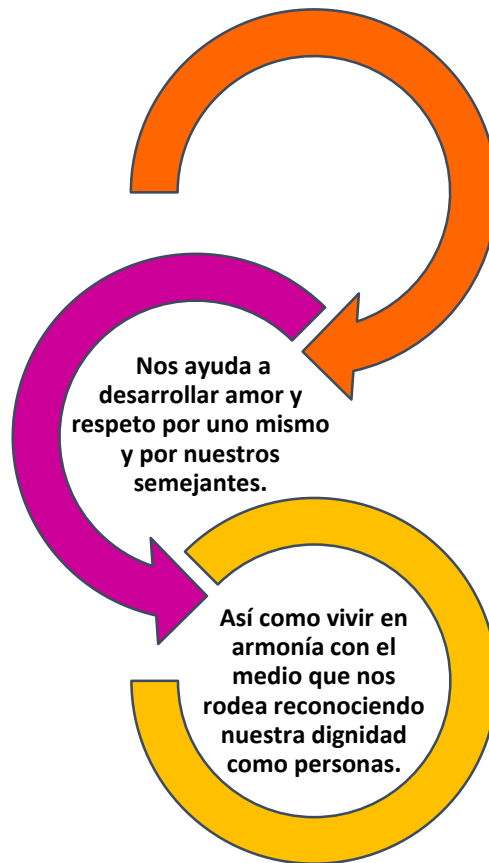 Nos ayuda a
desarrollar amor y
respeto por uno mismo
y por nuestros
semejantes.
Así como vivir en
armonía con el
medio que nos
rodea reconociendo
nuestra dignidad
como personas.